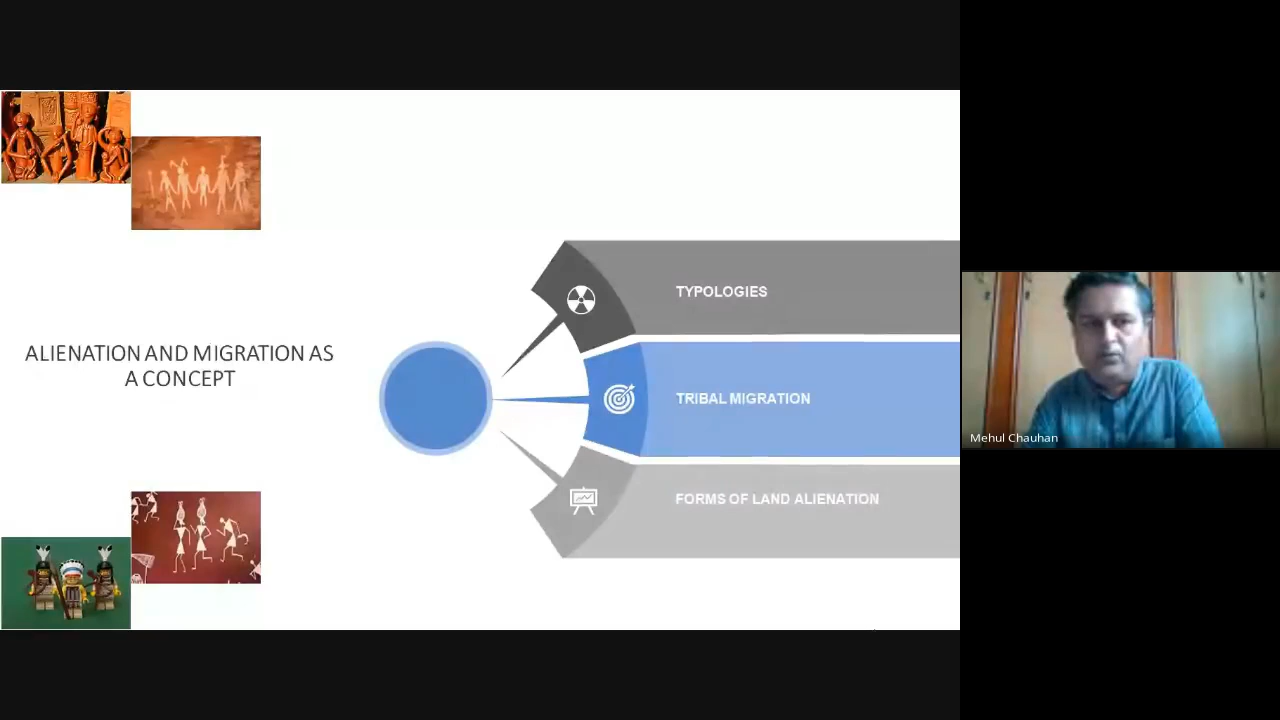 ALIENATION AND MIGRATION AS
A CONCEPT
TYPOLOGIES
TRIBAL MIGRATION
FORMS OF LAND ALIENATION
Mehul Chauhan